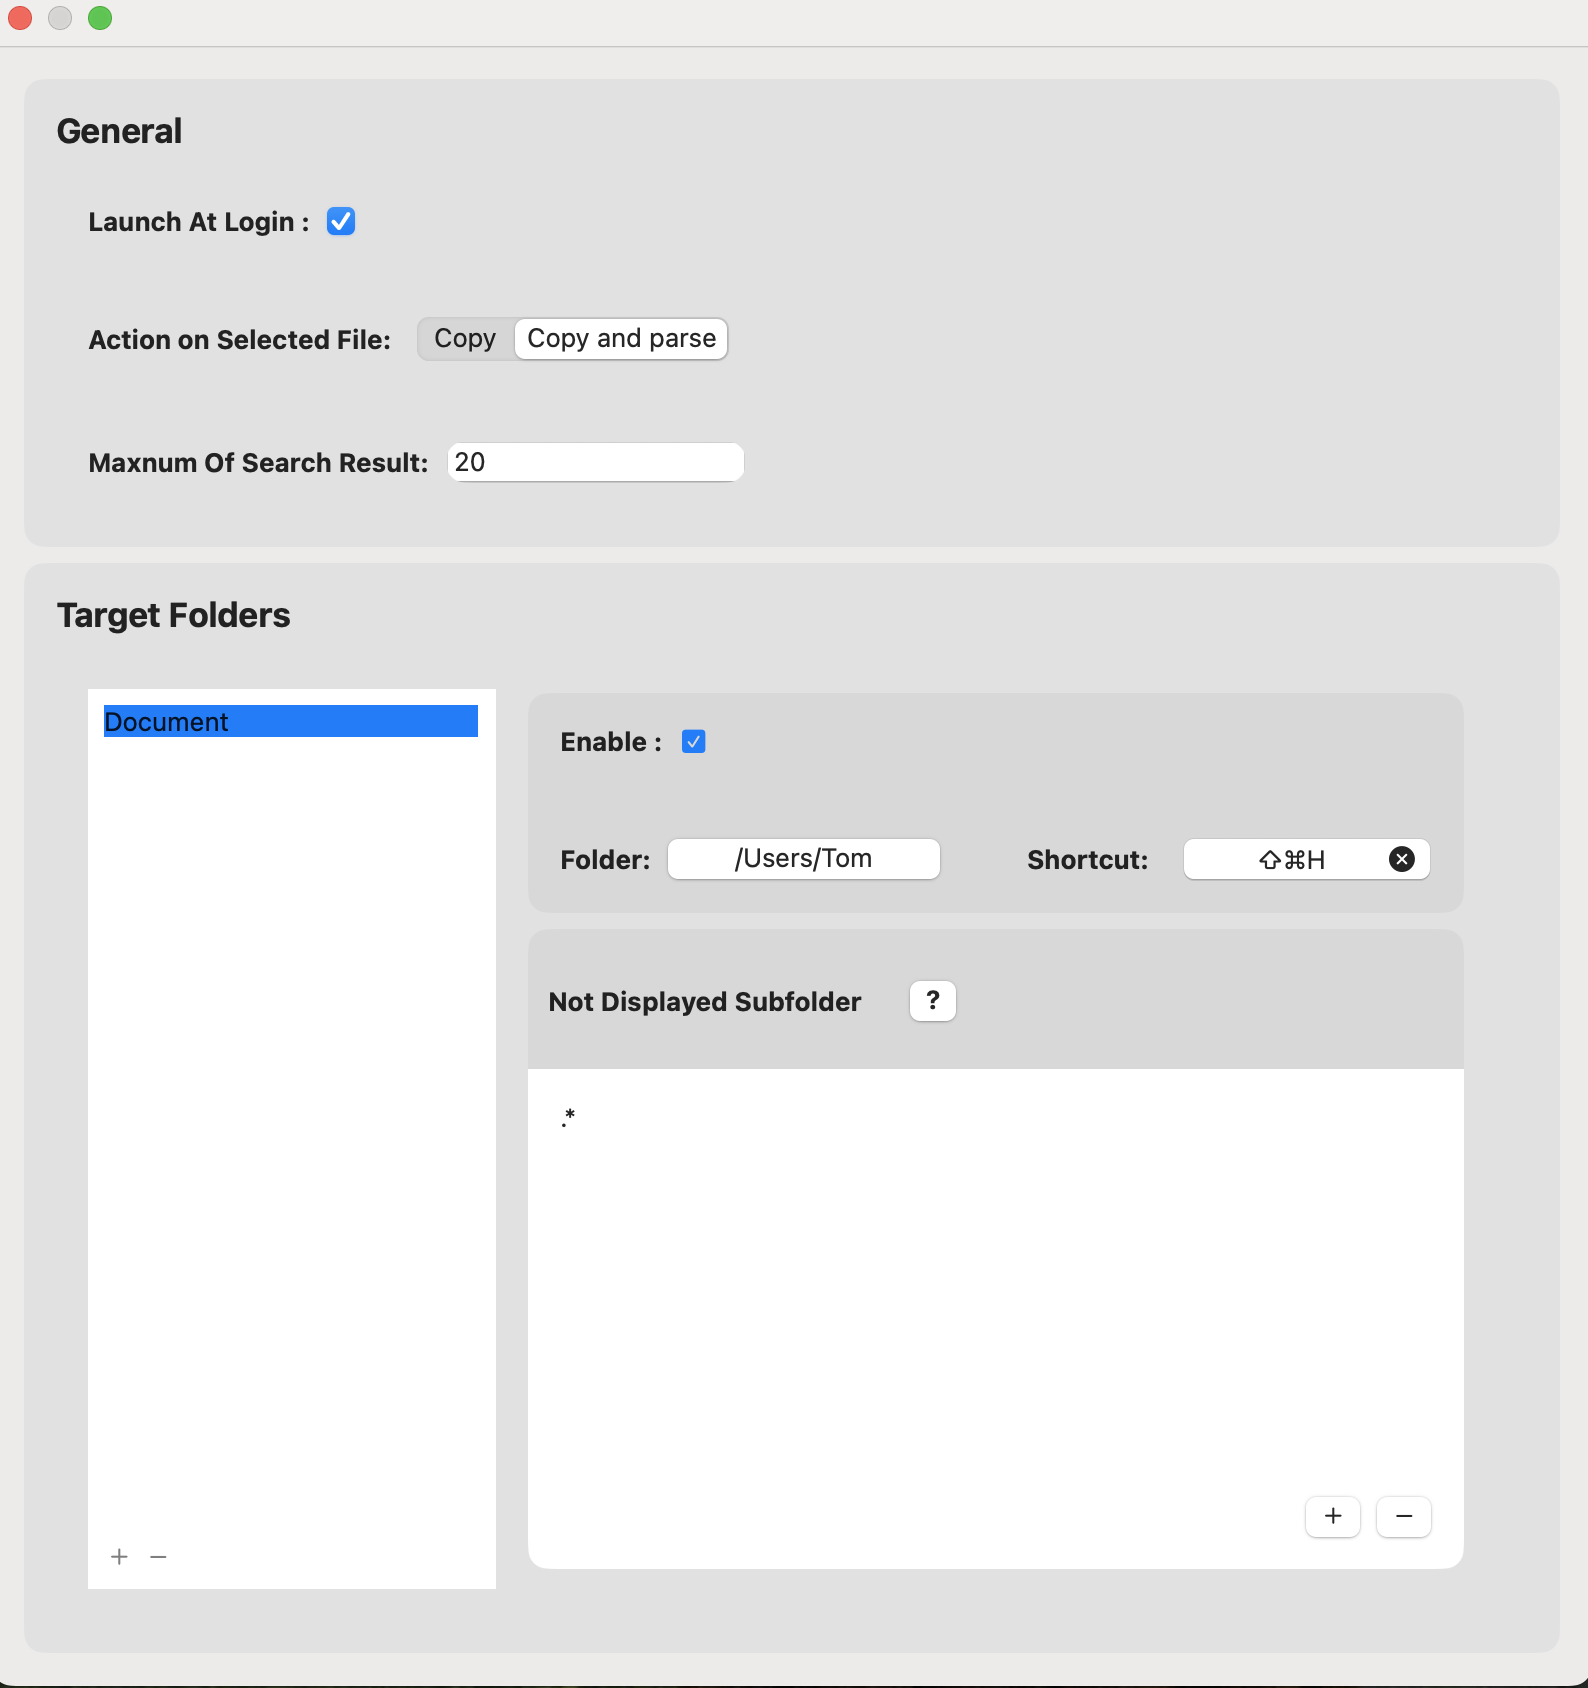 General
Launch At Login :
Action on Selected File: Copy Copy and parse
Maxnum Of Search Result: 20
Target Folders
Document
Enable :
Folder: /Users/Tom Shortcut: ⇧⌘H
Not Displayed Subfolder ?
.*
+ −
+ −